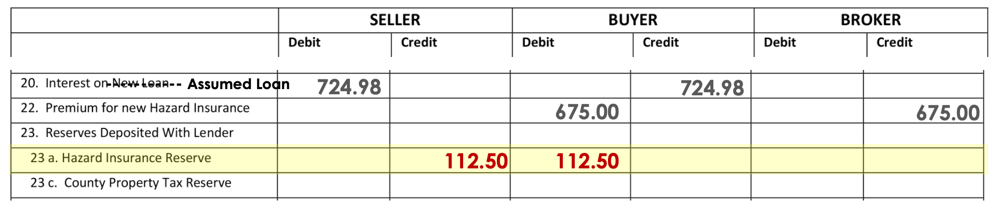 SELLER BUYER BROKER
Debit Credit Debit Credit Debit Credit
20. Interest on New Loan ----------- Assumed Loan 724.98 724.98
22. Premium for new Hazard Insurance 675.00 675.00
23. Reserves Deposited With Lender
23 a. Hazard Insurance Reserve 112.50 112.50
23 c. County Property Tax Reserve